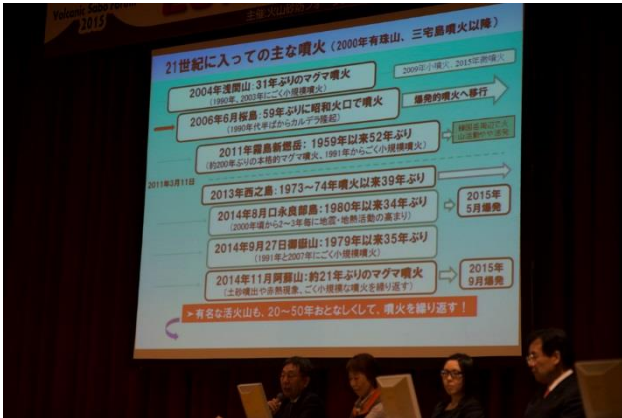 Volcanic Sabo Forum
2015
21世紀に入っての主な噴火 (2000年有珠山、三宅島噴火以降)
2004年浅間山:31年ぶりのマグマ噴火
(1990年、2003年にごく小規模噴火)
2009年小噴火、2015年微噴火
2006年6月桜島:59年ぶりに昭和火口で噴火
(1990年代半ばからカルデラ隆起)
爆発的噴火へ移行
2011年霧島新燃岳:1959年以来52年ぶり
(約200年ぶりの本格的マグマ噴火、1991年からごく小規模噴火)
山活動やや活発
2011年3月11日
2013年西之島:1973~74年噴火以来39年ぶり
2014年8月口永良部島:1980年以来34年ぶり
(2000年頃から2~3年毎に地震・地熱活動の高まり)
2015年
5月爆発
2014年9月27日御嶽山:1979年以来35年ぶり
(1991年と2007年にごく小規模噴火)
2014年11月阿蘇山:約21年ぶりのマグマ噴火
(土砂噴出や赤熱現象、ごく小規模な噴火を繰り返す)
2015年
9月爆発
➢有名な活火山も、20~50年おとなしくして、噴火を繰り返す!